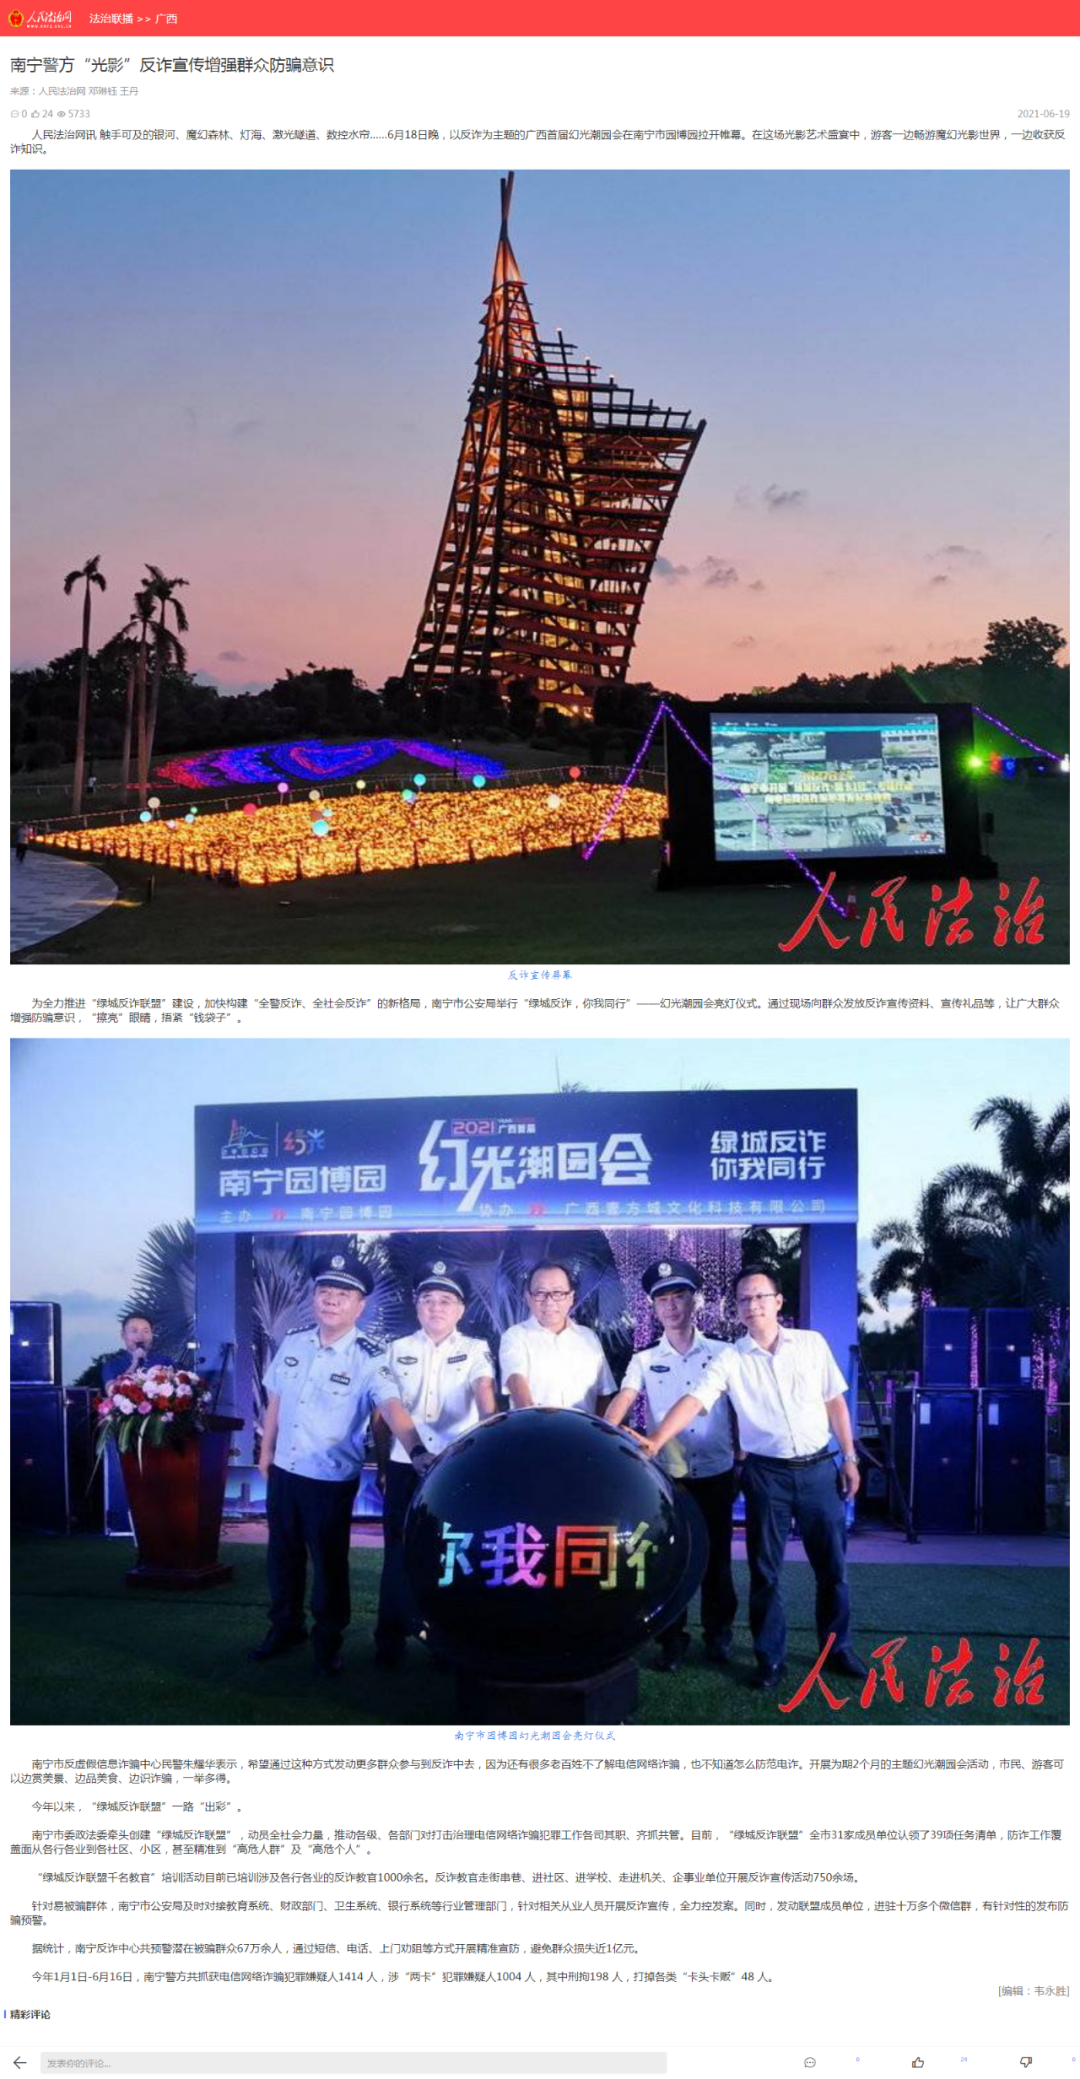 人民法治网
法治联播 >> 广西
南宁警方“光影”反诈宣传增强群众防骗意识
来源：人民法治网 邓琳钰 王丹
0 24 5733
2021-06-19
人民法治网讯 触手可及的银河、魔幻森林、灯海、激光隧道、数控水帘……6月18日晚，以反诈为主题的广西首届幻光潮园会在南宁市园博园拉开帷幕。在这场光影艺术盛宴中，游客一边畅游魔幻光影世界，一边收获反
诈知识。
人民法治
反诈宣传屏幕
为全力推进“绿城反诈联盟”建设，加快构建“全警反诈、全社会反诈”的新格局，南宁市公安局举行“绿城反诈，你我同行”——幻光潮园会亮灯仪式。通过现场向群众发放反诈宣传资料、宣传礼品等，让广大群众
增强防骗意识，“擦亮”眼睛，捂紧“钱袋子”。
幻光
南宁园博园
2021 广西首届
幻光潮园会
绿城反诈
你我同行
主办 南宁园博园 协办 广西壹方城文化科技有限公司
你我同行
人民法治
南宁市园博园幻光潮园会亮灯仪式
南宁市反虚假信息诈骗中心民警朱耀华表示，希望通过这种方式发动更多群众参与到反诈中去，因为还有很多老百姓不了解电信网络诈骗，也不知道怎么防范电诈。开展为期2个月的主题幻光潮园会活动，市民、游客可
以边赏美景、边品美食、边识诈骗，一举多得。
今年以来，“绿城反诈联盟”一路“出彩”。
南宁市委政法委牵头创建“绿城反诈联盟”，动员全社会力量，推动各级、各部门对打击治理电信网络诈骗犯罪工作各司其职、齐抓共管。目前，“绿城反诈联盟”全市31家成员单位认领了39项任务清单，防诈工作覆
盖面从各行各业到各社区、小区，甚至精准到“高危人群”及“高危个人”。
“绿城反诈联盟千名教官”培训活动目前已培训涉及各行各业的反诈教官1000余名。反诈教官走街串巷、进社区、进学校、走进机关、企事业单位开展反诈宣传活动750余场。
针对易被骗群体，南宁市公安局及时对接教育系统、财政部门、卫生系统、银行系统等行业管理部门，针对相关从业人员开展反诈宣传，全力控发案。同时，发动联盟成员单位，进驻十万多个微信群，有针对性的发布防
骗预警。
据统计，南宁反诈中心共预警潜在被骗群众67万余人，通过短信、电话、上门劝阻等方式开展精准宣防，避免群众损失近1亿元。
今年1月1日-6月16日，南宁警方共抓获电信网络诈骗犯罪嫌疑人1414 人，涉“两卡”犯罪嫌疑人1004 人，其中刑拘198 人，打掉各类“卡头卡贩”48 人。
[编辑：韦永胜]
精彩评论
发表你的评论...
0 24 0